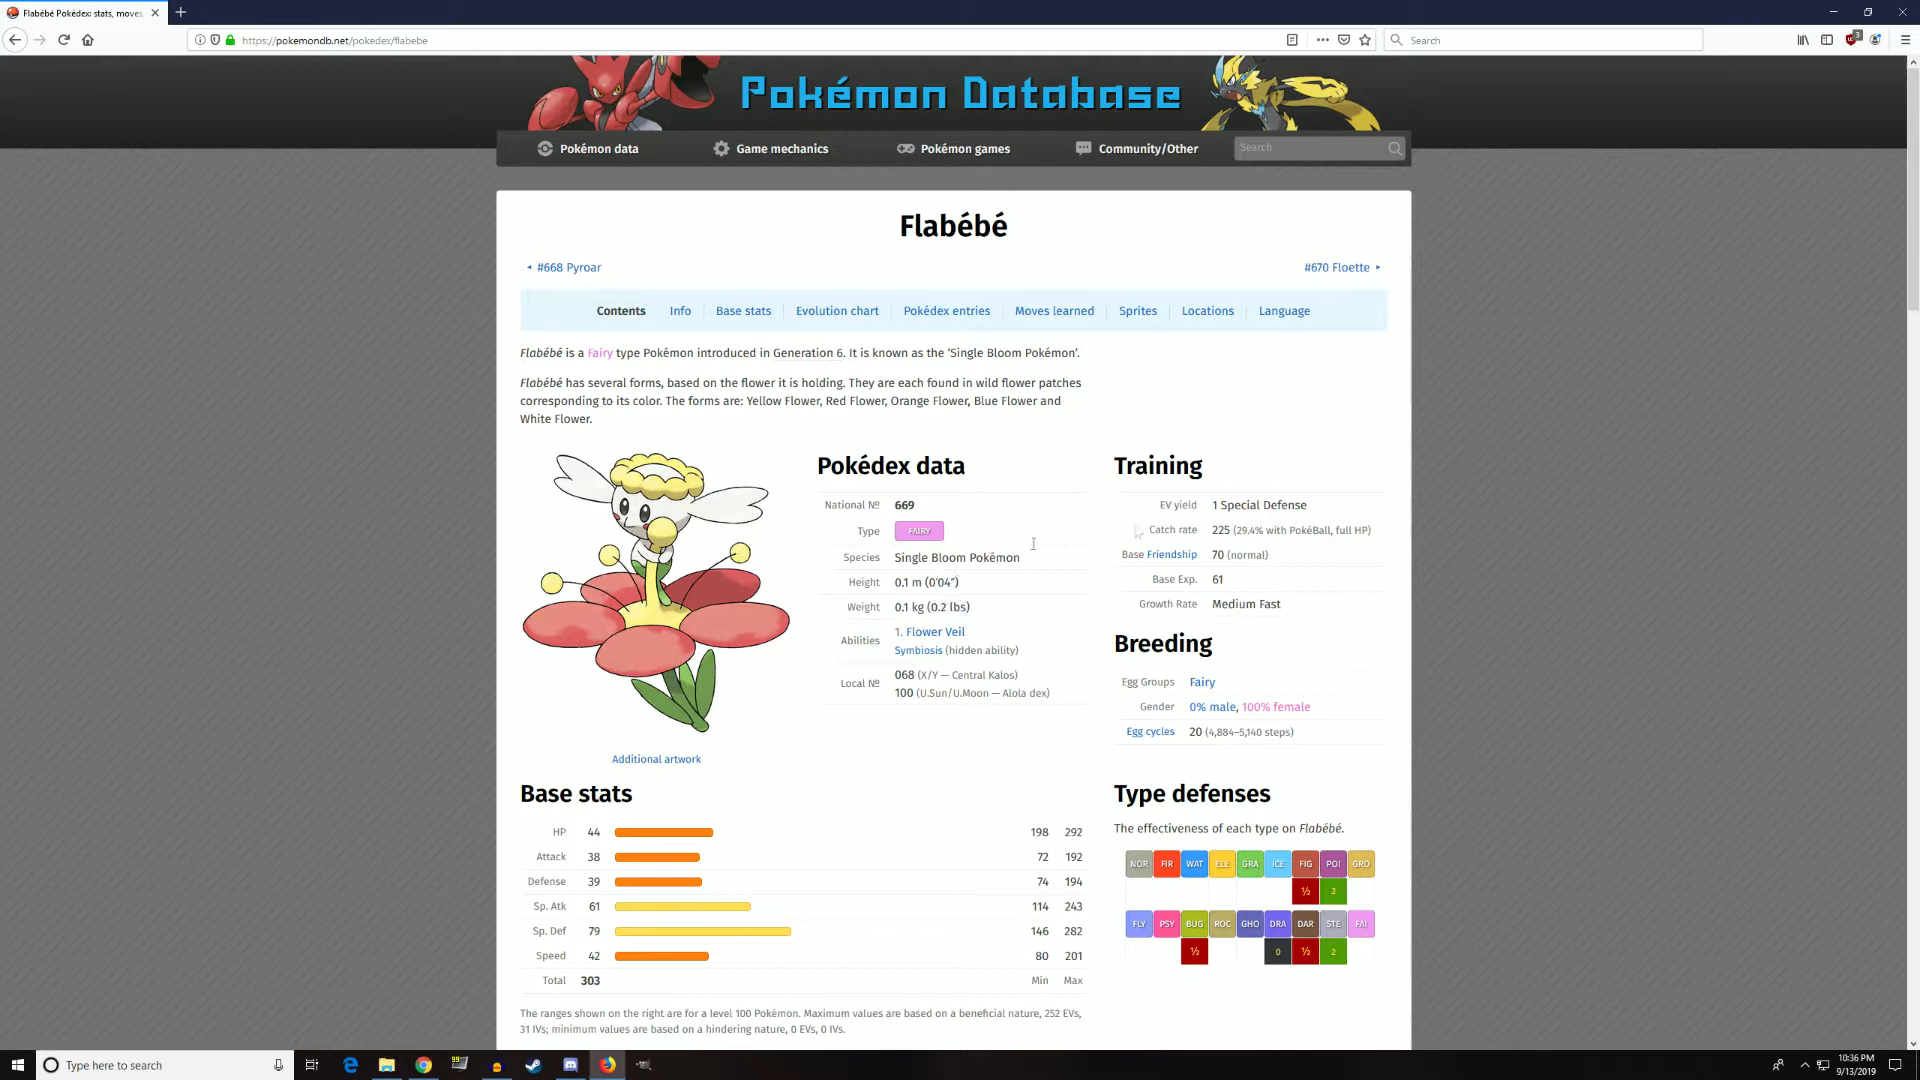 Flabébé Pokédex: stats, moves,
https://pokemondb.net/pokedex/flabebe
Search
3
Pokémon Database
Pokémon data
Game mechanics
Pokémon games
Community/Other
Search
Flabébé
#668 Pyroar
#670 Floette
Contents
Info
Base stats
Evolution chart
Pokédex entries
Moves learned
Sprites
Locations
Language
Flabébé is a Fairy type Pokémon introduced in Generation 6. It is known as the ‘Single Bloom Pokémon’.
Flabébé has several forms, based on the flower it is holding. They are each found in wild flower patches
corresponding to its color. The forms are: Yellow Flower, Red Flower, Orange Flower, Blue Flower and
White Flower.
Additional artwork
Pokédex data
National № 669
Type FAIRY
Species Single Bloom Pokémon
Height 0.1 m (0′04″)
Weight 0.1 kg (0.2 lbs)
Abilities 1. Flower Veil
Symbiosis (hidden ability)
Local № 068 (X/Y — Central Kalos)
100 (U.Sun/U.Moon — Alola dex)
Training
EV yield 1 Special Defense
Catch rate 225 (29.4% with PokéBall, full HP)
Base Friendship 70 (normal)
Base Exp. 61
Growth Rate Medium Fast
Breeding
Egg Groups Fairy
Gender 0% male, 100% female
Egg cycles 20 (4,884–5,140 steps)
Base stats
HP 44 198 292
Attack 38 72 192
Defense 39 74 194
Sp. Atk 61 114 243
Sp. Def 79 146 282
Speed 42 80 201
Total 303 Min Max
The ranges shown on the right are for a level 100 Pokémon. Maximum values are based on a beneficial nature, 252 EVs,
31 IVs; minimum values are based on a hindering nature, 0 EVs, 0 IVs.
Type defenses
The effectiveness of each type on Flabébé.
NOR FIR WAT ELE GRA ICE FIG POI GRO
½ 2
FLY PSY BUG ROC GHO DRA DAR STE FAI
½ 0 ½ 2
Type here to search
99
10:36 PM
9/13/2019